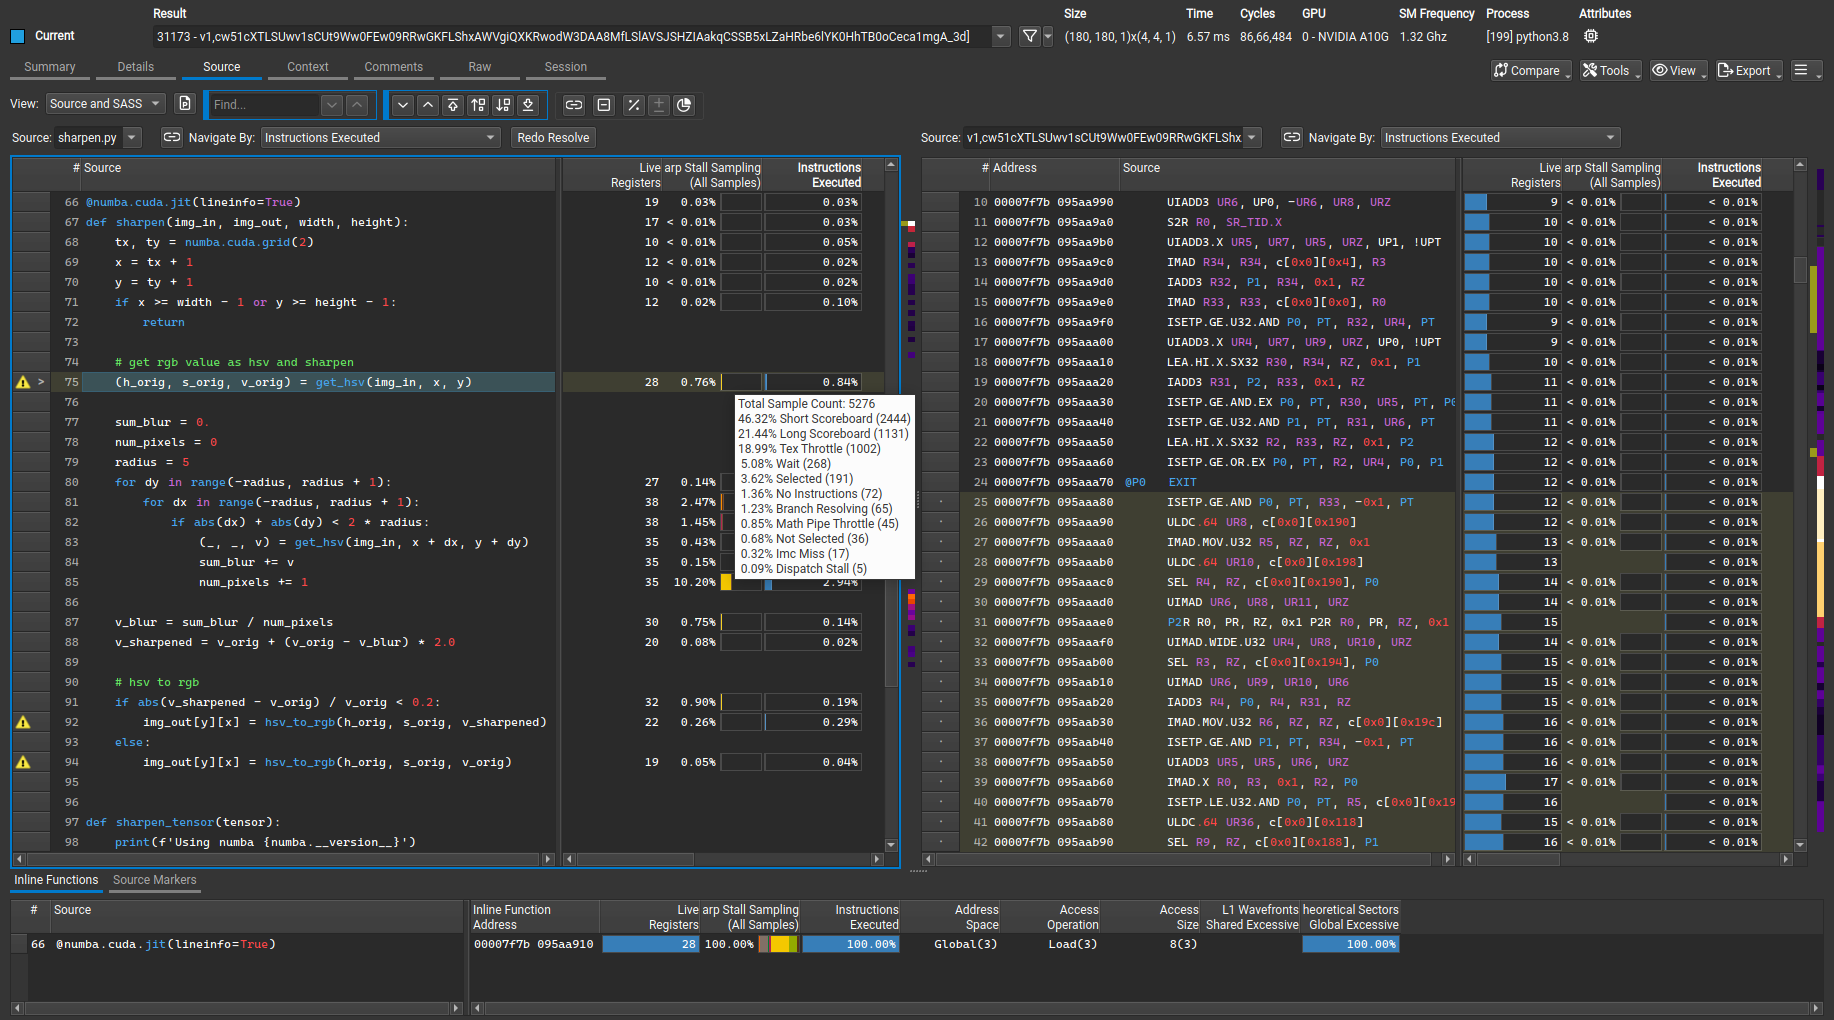 Result Size Time Cycles GPU SM Frequency Process Attributes
Current 31173 - v1,cw51cXTLSUwv1sCUt9Ww0FEw09RRwGKFLShxAWVgiQXKRwodW3DAA8MfLSlAVSJSHZIAakqCSSB5xLZaHRbe6lYK0HhTB0oCeca1mgA_3d] (180, 180, 1)x(4, 4, 1) 6.57 ms 86,66,484 0 - NVIDIA A10G 1.32 Ghz [199] python3.8
Summary Details Source Context Comments Raw Session Compare Tools View Export
View: Source and SASS Find...
Source: sharpen.py Navigate By: Instructions Executed Redo Resolve
# Source Live Registers arp Stall Sampling (All Samples) Instructions Executed
66 @numba.cuda.jit(lineinfo=True) 19 0.03% 0.03%
67 def sharpen(img_in, img_out, width, height): 17 < 0.01% 0.03%
68 tx, ty = numba.cuda.grid(2) 10 < 0.01% 0.05%
69 x = tx + 1 12 < 0.01% 0.02%
70 y = ty + 1 10 < 0.01% 0.02%
71 if x >= width - 1 or y >= height - 1: 12 0.02% 0.10%
72 return
73
74 # get rgb value as hsv and sharpen
75 (h_orig, s_orig, v_orig) = get_hsv(img_in, x, y) 28 0.76% 0.84%
76
77 sum_blur = 0.
78 num_pixels = 0
79 radius = 5
80 for dy in range(-radius, radius + 1): 27 0.14%
81 for dx in range(-radius, radius + 1): 38 2.47%
82 if abs(dx) + abs(dy) < 2 * radius: 38 1.45%
83 (_, _, v) = get_hsv(img_in, x + dx, y + dy) 35 0.43%
84 sum_blur += v 35 0.15%
85 num_pixels += 1 35 10.20% 2.94%
86
87 v_blur = sum_blur / num_pixels 30 0.75% 0.14%
88 v_sharpened = v_orig + (v_orig - v_blur) * 2.0 20 0.08% 0.02%
89
90 # hsv to rgb
91 if abs(v_sharpened - v_orig) / v_orig < 0.2: 32 0.90% 0.19%
92 img_out[y][x] = hsv_to_rgb(h_orig, s_orig, v_sharpened) 22 0.26% 0.29%
93 else:
94 img_out[y][x] = hsv_to_rgb(h_orig, s_orig, v_orig) 19 0.05% 0.04%
95
96
97 def sharpen_tensor(tensor):
98 print(f'Using numba {numba.__version__}')
Total Sample Count: 5276
46.32% Short Scoreboard (2444)
21.44% Long Scoreboard (1131)
18.99% Tex Throttle (1002)
5.08% Wait (268)
3.62% Selected (191)
1.36% No Instructions (72)
1.23% Branch Resolving (65)
0.85% Math Pipe Throttle (45)
0.68% Not Selected (36)
0.32% Imc Miss (17)
0.09% Dispatch Stall (5)
Source: v1,cw51cXTLSUwv1sCUt9Ww0FEw09RRwGKFLShx Navigate By: Instructions Executed
# Address Source Live Registers arp Stall Sampling (All Samples) Instructions Executed
10 00007f7b 095aa990 UIADD3 UR6, UP0, -UR6, UR8, URZ 9 < 0.01% < 0.01%
11 00007f7b 095aa9a0 S2R R0, SR_TID.X 10 < 0.01% < 0.01%
12 00007f7b 095aa9b0 UIADD3.X UR5, UR7, UR5, URZ, UP1, !UPT 10 < 0.01% < 0.01%
13 00007f7b 095aa9c0 IMAD R34, R34, c[0x0][0x4], R3 10 < 0.01% < 0.01%
14 00007f7b 095aa9d0 IADD3 R32, P1, R34, 0x1, RZ 10 < 0.01% < 0.01%
15 00007f7b 095aa9e0 IMAD R33, R33, c[0x0][0x0], R0 10 < 0.01% < 0.01%
16 00007f7b 095aa9f0 ISETP.GE.U32.AND P0, PT, R32, UR4, PT 9 < 0.01% < 0.01%
17 00007f7b 095aaa00 UIADD3.X UR4, UR7, UR9, URZ, UP0, !UPT 9 < 0.01% < 0.01%
18 00007f7b 095aaa10 LEA.HI.X.SX32 R30, R34, RZ, 0x1, P1 10 < 0.01% < 0.01%
19 00007f7b 095aaa20 IADD3 R31, P2, R33, 0x1, RZ 11 < 0.01% < 0.01%
20 00007f7b 095aaa30 ISETP.GE.AND.EX P0, PT, R30, UR5, PT, P0 11 < 0.01% < 0.01%
21 00007f7b 095aaa40 ISETP.GE.U32.AND P1, PT, R31, UR6, PT 11 < 0.01% < 0.01%
22 00007f7b 095aaa50 LEA.HI.X.SX32 R2, R33, RZ, 0x1, P2 12 < 0.01% < 0.01%
23 00007f7b 095aaa60 ISETP.GE.OR.EX P0, PT, R2, UR4, P0, P1 12 < 0.01% < 0.01%
24 00007f7b 095aaa70 @P0 EXIT 12 < 0.01% < 0.01%
25 00007f7b 095aaa80 ISETP.GE.AND P0, PT, R33, -0x1, PT 12 < 0.01% < 0.01%
26 00007f7b 095aaa90 ULDC.64 UR8, c[0x0][0x190] 12 < 0.01% < 0.01%
27 00007f7b 095aaaa0 IMAD.MOV.U32 R5, RZ, RZ, 0x1 13 < 0.01% < 0.01%
28 00007f7b 095aaab0 ULDC.64 UR10, c[0x0][0x198] 13 < 0.01%
29 00007f7b 095aaac0 SEL R4, RZ, c[0x0][0x190], P0 14 < 0.01% < 0.01%
30 00007f7b 095aaad0 UIMAD UR6, UR8, UR11, URZ 14 < 0.01% < 0.01%
31 00007f7b 095aaae0 P2R R0, PR, RZ, 0x1 P2R R0, PR, RZ, 0x1 15 < 0.01%
32 00007f7b 095aaaf0 UIMAD.WIDE.U32 UR4, UR8, UR10, URZ 14 < 0.01% < 0.01%
33 00007f7b 095aab00 SEL R3, RZ, c[0x0][0x194], P0 15 < 0.01% < 0.01%
34 00007f7b 095aab10 UIMAD UR6, UR9, UR10, UR6 15 < 0.01% < 0.01%
35 00007f7b 095aab20 IADD3 R4, P0, R4, R31, RZ 15 < 0.01% < 0.01%
36 00007f7b 095aab30 IMAD.MOV.U32 R6, RZ, RZ, c[0x0][0x19c] 16 < 0.01% < 0.01%
37 00007f7b 095aab40 ISETP.GE.AND P1, PT, R34, -0x1, PT 16 < 0.01% < 0.01%
38 00007f7b 095aab50 UIADD3 UR5, UR5, UR6, URZ 16 < 0.01% < 0.01%
39 00007f7b 095aab60 IMAD.X R0, R3, 0x1, R2, P0 17 < 0.01% < 0.01%
40 00007f7b 095aab70 ISETP.LE.U32.AND P0, PT, R5, c[0x0][0x19 16 < 0.01%
41 00007f7b 095aab80 ULDC.64 UR36, c[0x0][0x118] 15 < 0.01% < 0.01%
42 00007f7b 095aab90 SEL R9, RZ, c[0x0][0x188], P1 16 < 0.01% < 0.01%
Inline Functions Source Markers
# Source Inline Function Address Live Registers arp Stall Sampling (All Samples) Instructions Executed Address Space Access Operation Access Size L1 Wavefronts Shared Excessive heoretical Sectors Global Excessive
66 @numba.cuda.jit(lineinfo=True) 00007f7b 095aa910 28 100.00% 100.00% Global(3) Load(3) 8(3) 100.00%